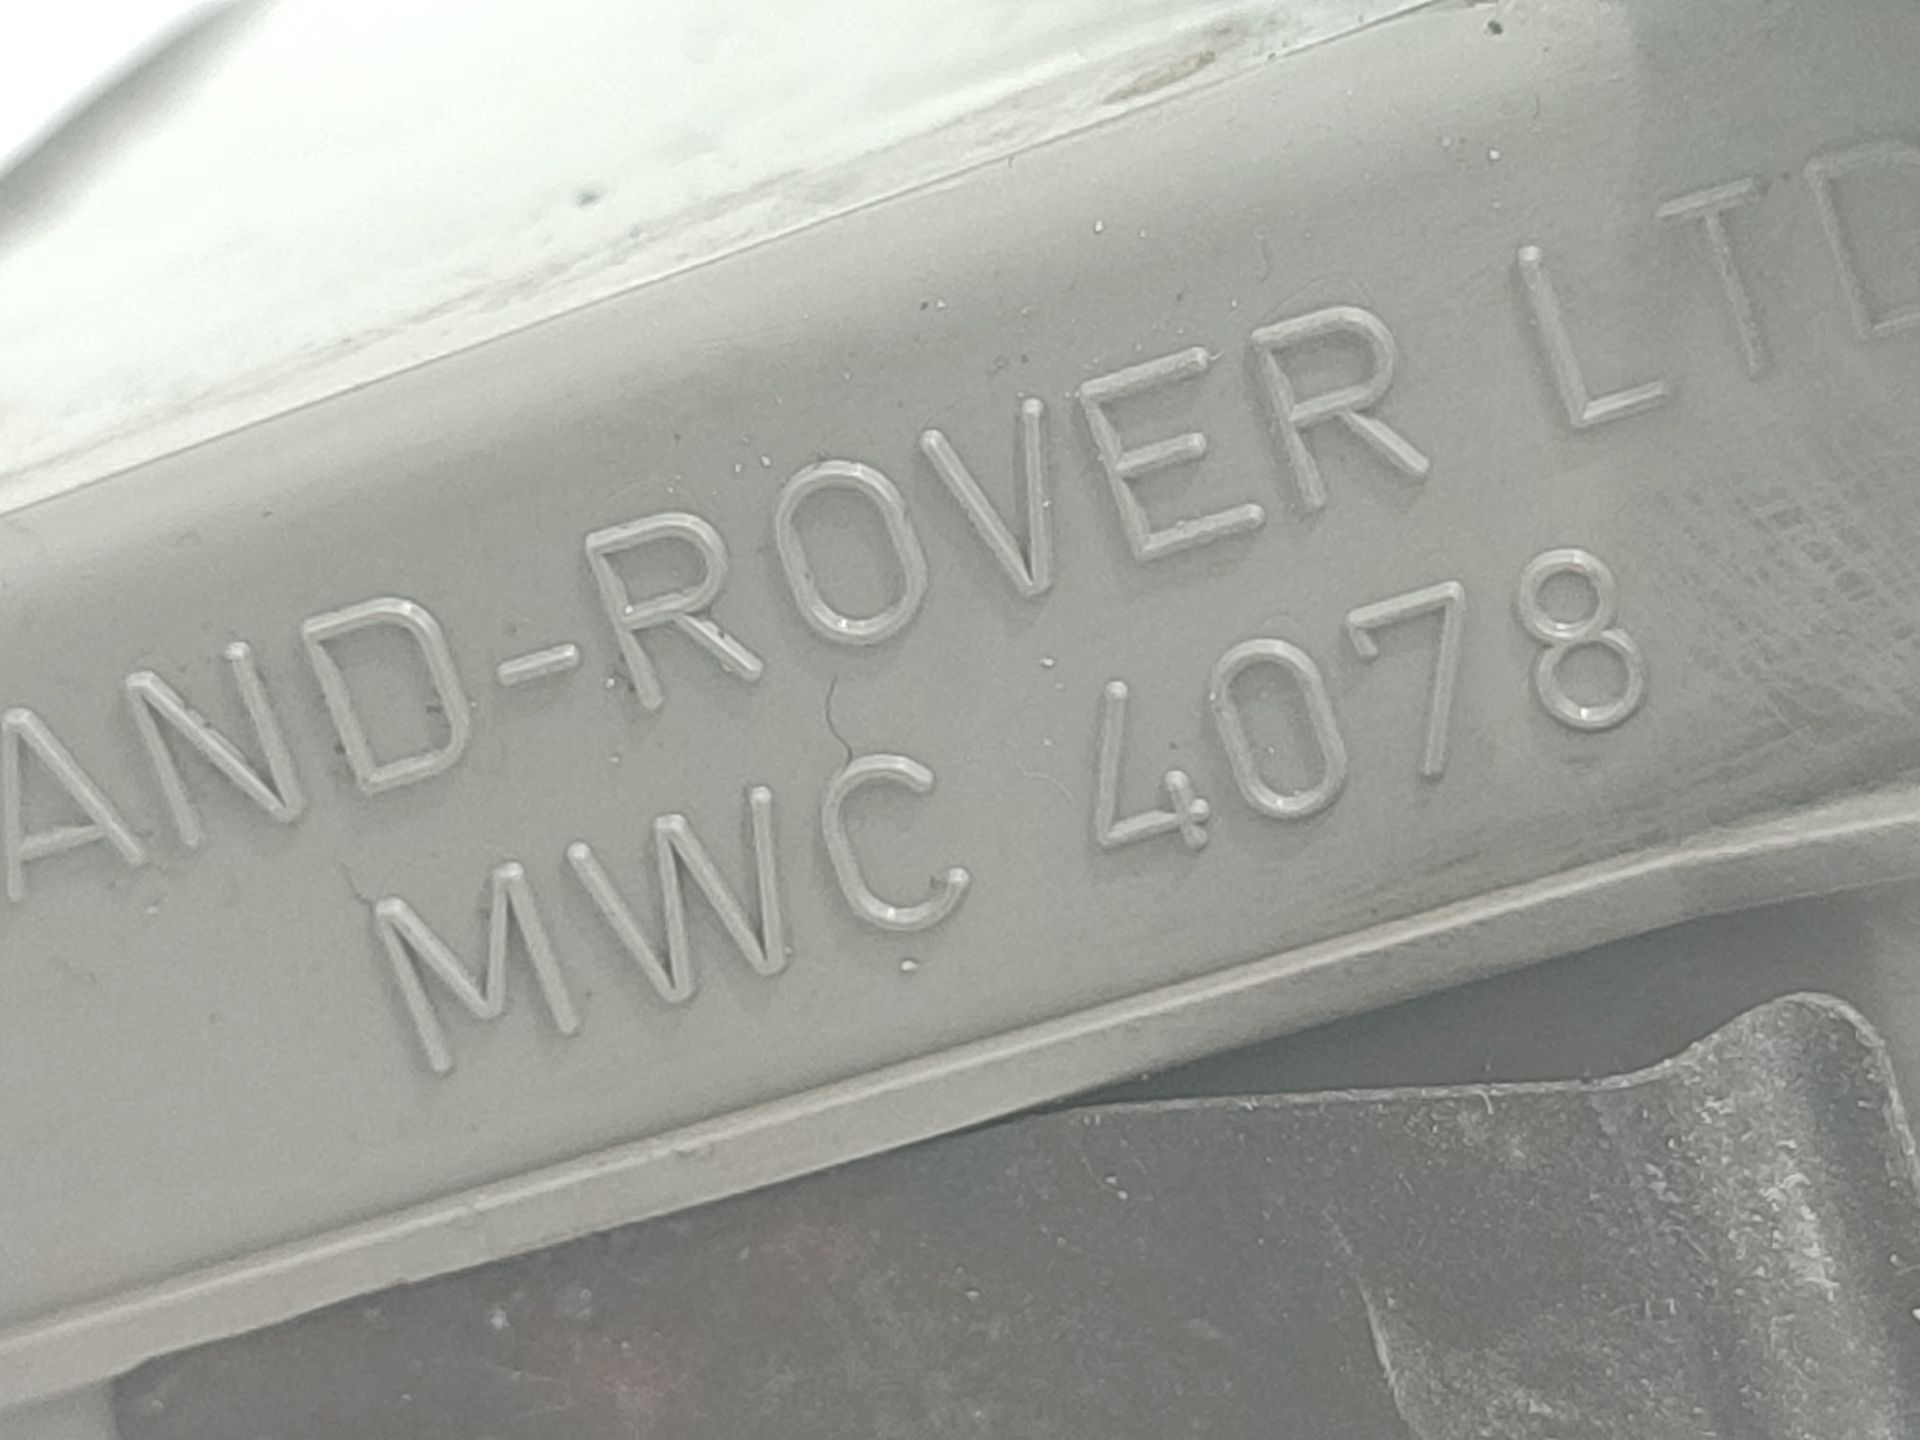 AND-ROVER LTD
MWC 4078